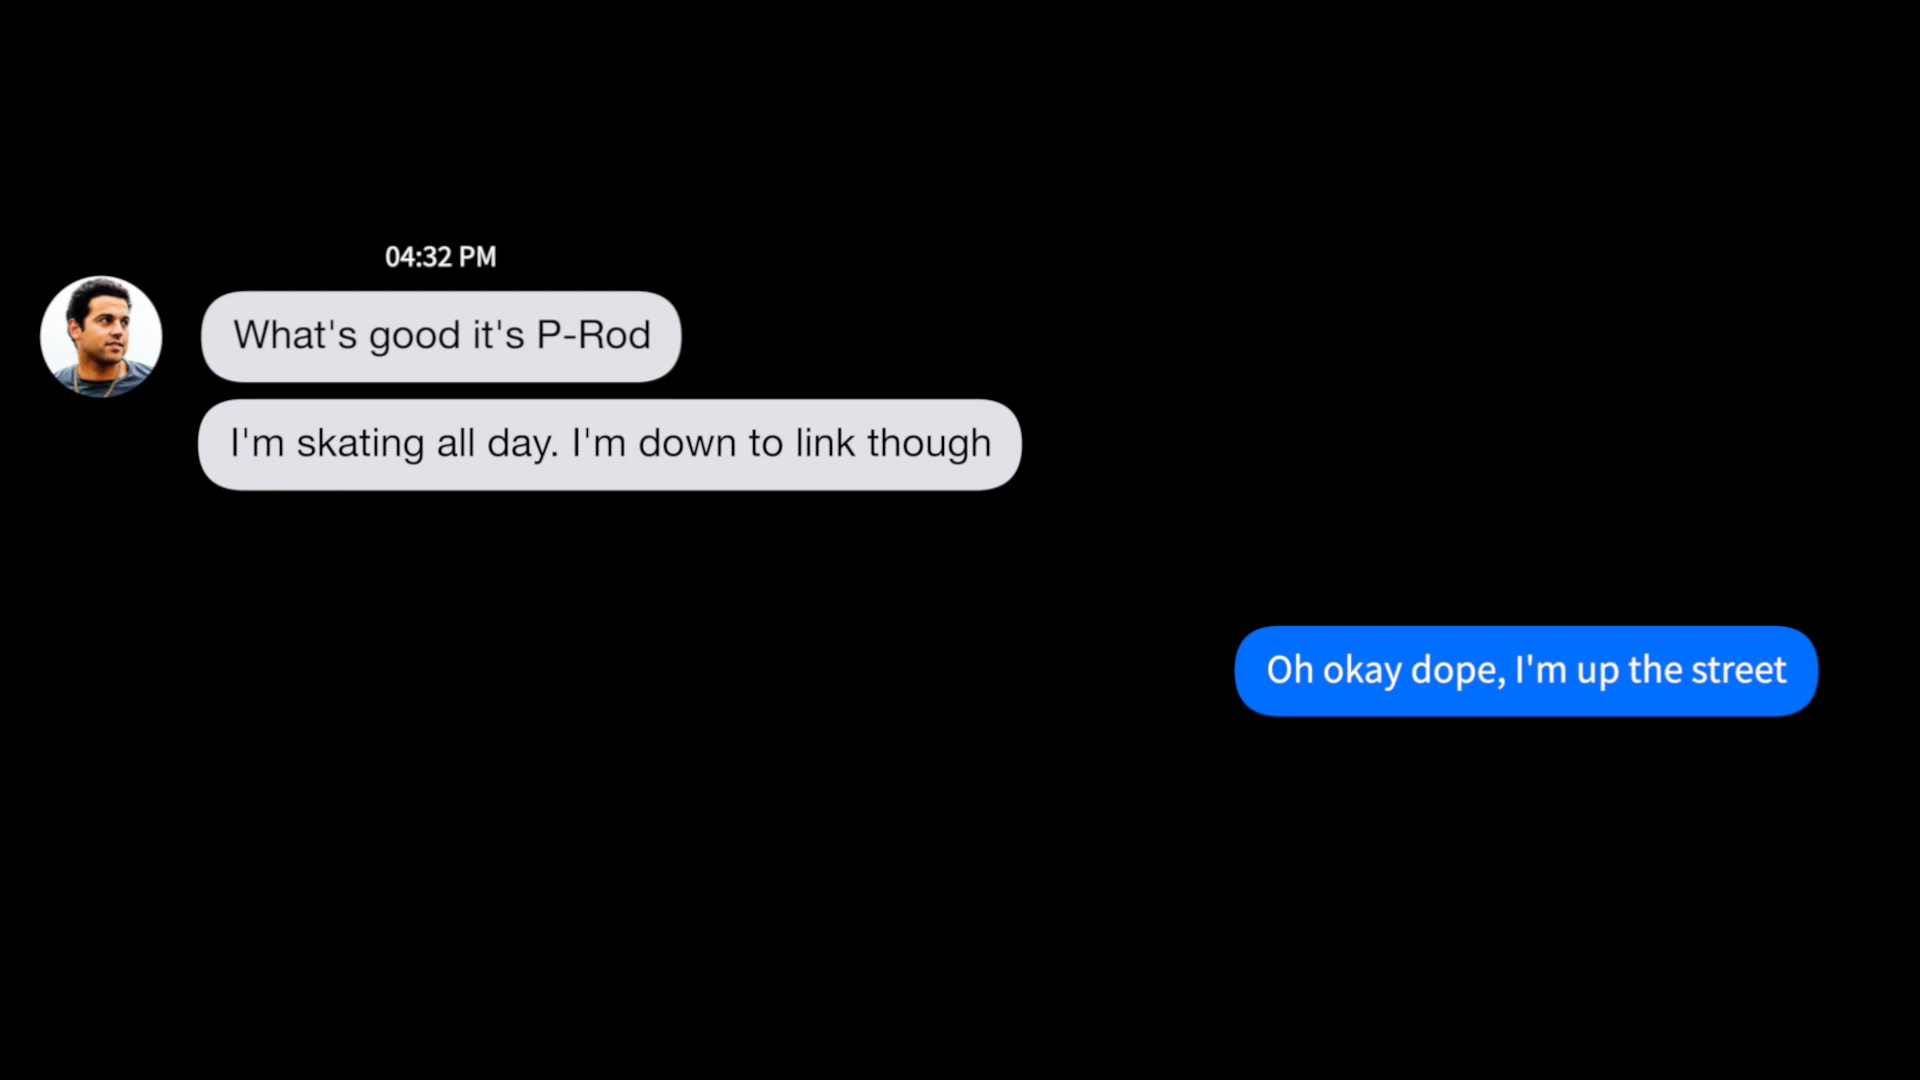 04:32 PM
What's good it's P-Rod
I'm skating all day. I'm down to link though
Oh okay dope, I'm up the street